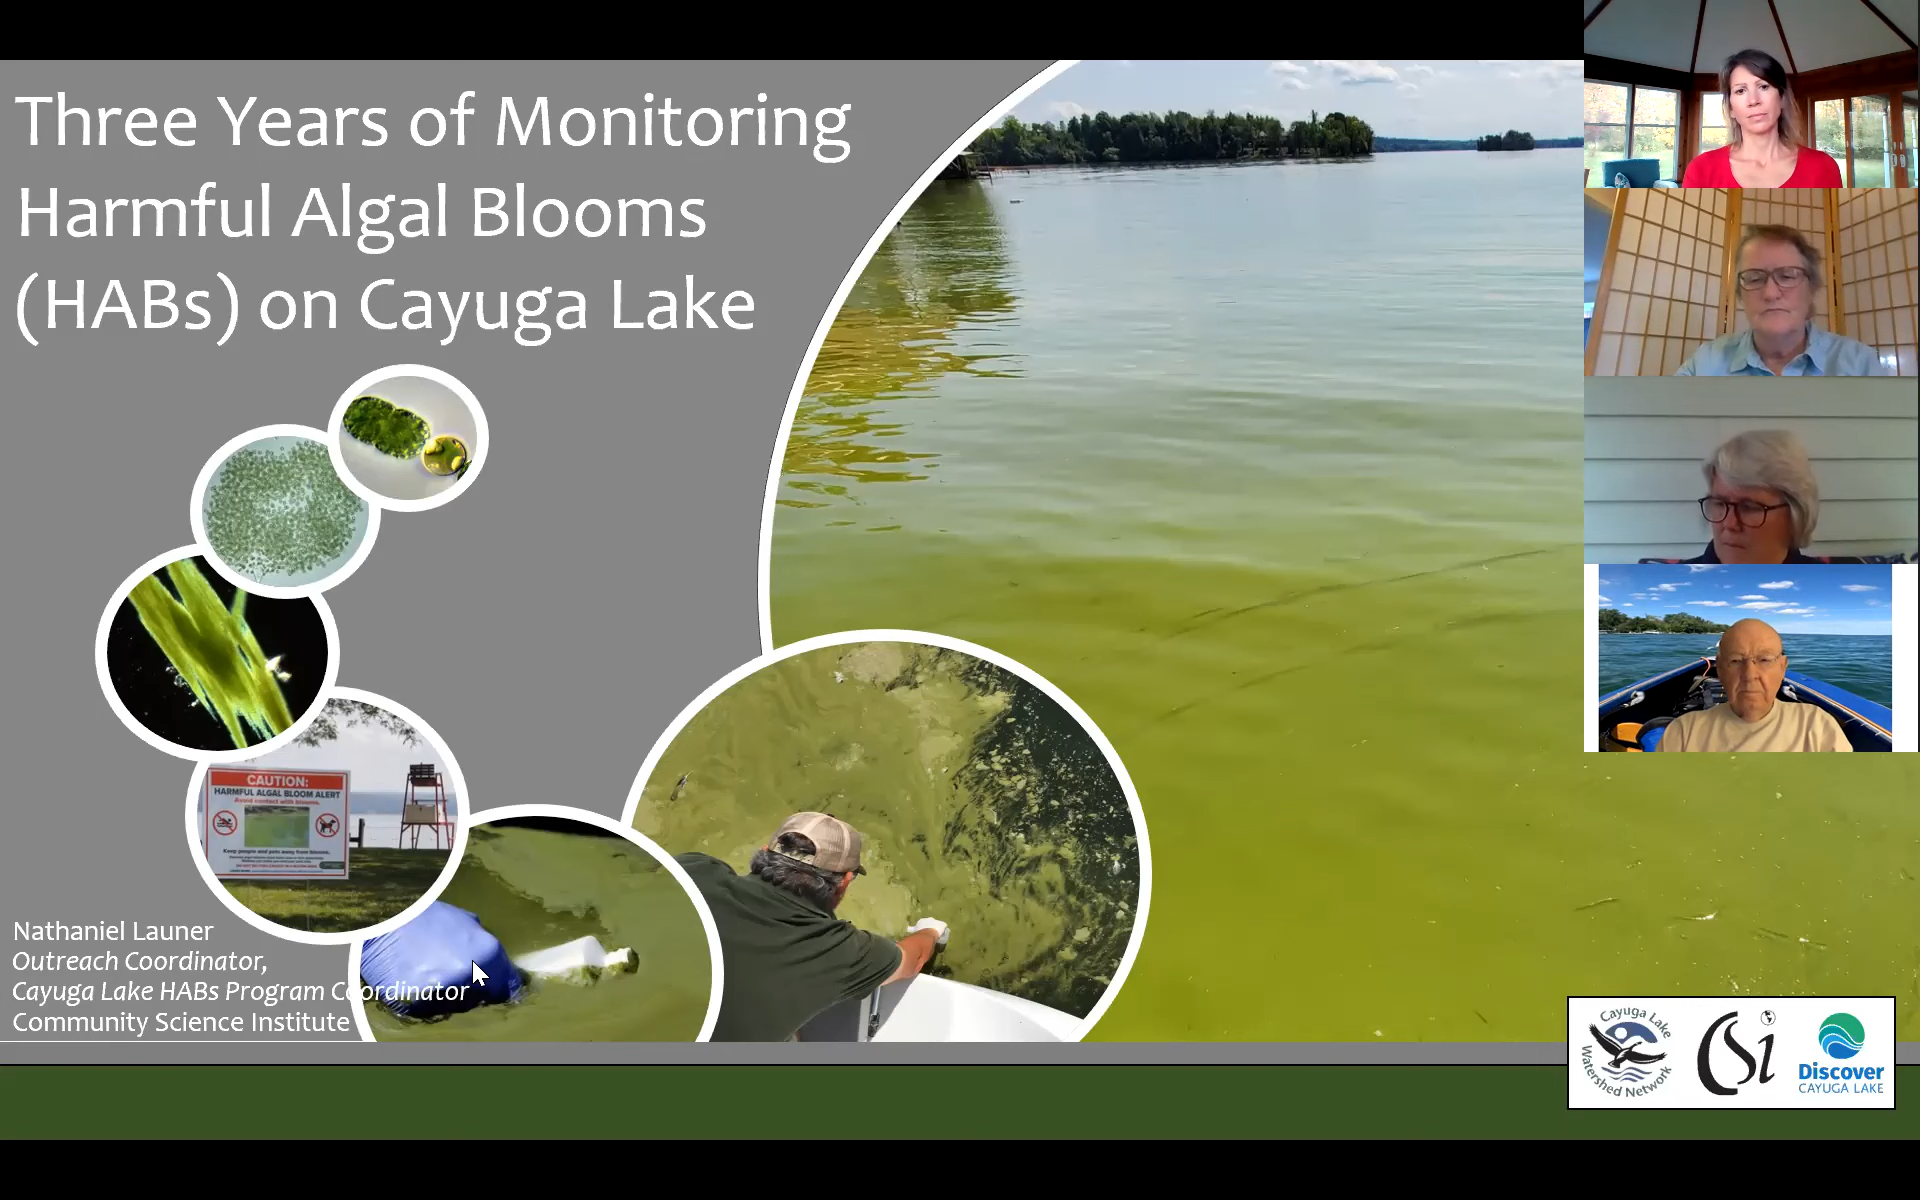 Three Years of Monitoring
Harmful Algal Blooms
(HABs) on Cayuga Lake
CAUTION:
HARMFUL ALGAL BLOOM ALERT
Avoid contact with blooms.
Keep people and pets away from blooms.
Nathaniel Launer
Outreach Coordinator,
Cayuga Lake HABs Program Coordinator
Community Science Institute
Cayuga Lake
Watershed Network
CSi
Discover
CAYUGA LAKE